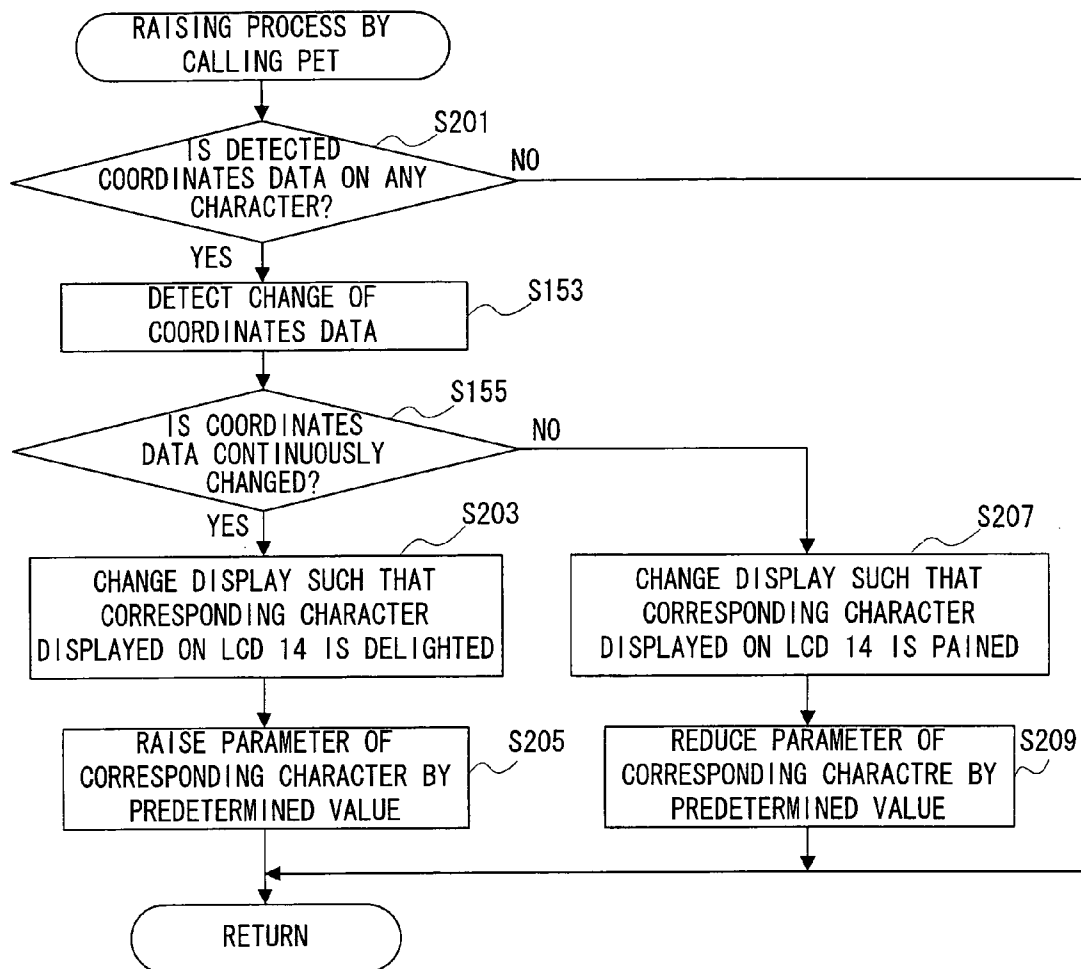 RAISING PROCESS BY
CALLING PET
S201
IS DETECTED
COORDINATES DATA ON ANY
CHARACTER?
NO
YES
DETECT CHANGE OF
COORDINATES DATA
S153
S155
IS COORDINATES
DATA CONTINUOUSLY
CHANGED?
NO
YES
S203
CHANGE DISPLAY SUCH THAT
CORRESPONDING CHARACTER
DISPLAYED ON LCD 14 IS DELIGHTED
S207
CHANGE DISPLAY SUCH THAT
CORRESPONDING CHARACTER
DISPLAYED ON LCD 14 IS PAINED
RAISE PARAMETER OF
CORRESPONDING CHARACTER BY
PREDETERMINED VALUE
S205
REDUCE PARAMETER OF
CORRESPONDING CHARACTRE BY
PREDETERMINED VALUE
S209
RETURN